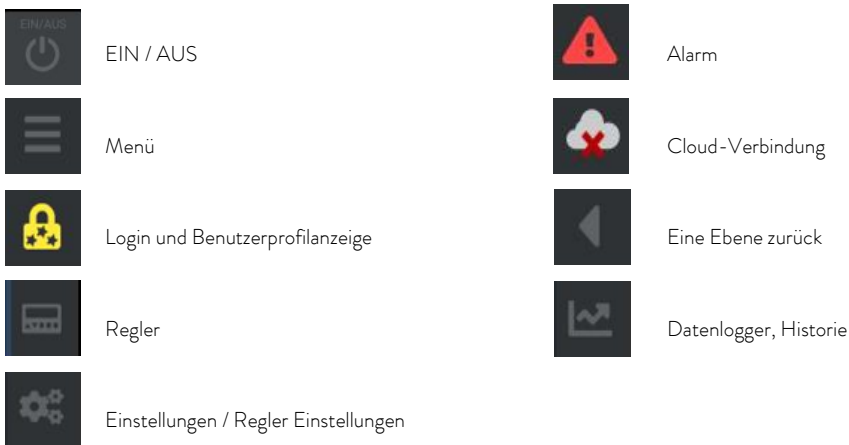 EIN/AUS
EIN / AUS
Alarm
Menü
Cloud-Verbindung
Login und Benutzerprofilanzeige
Eine Ebene zurück
Regler
Datenlogger, Historie
Einstellungen / Regler Einstellungen